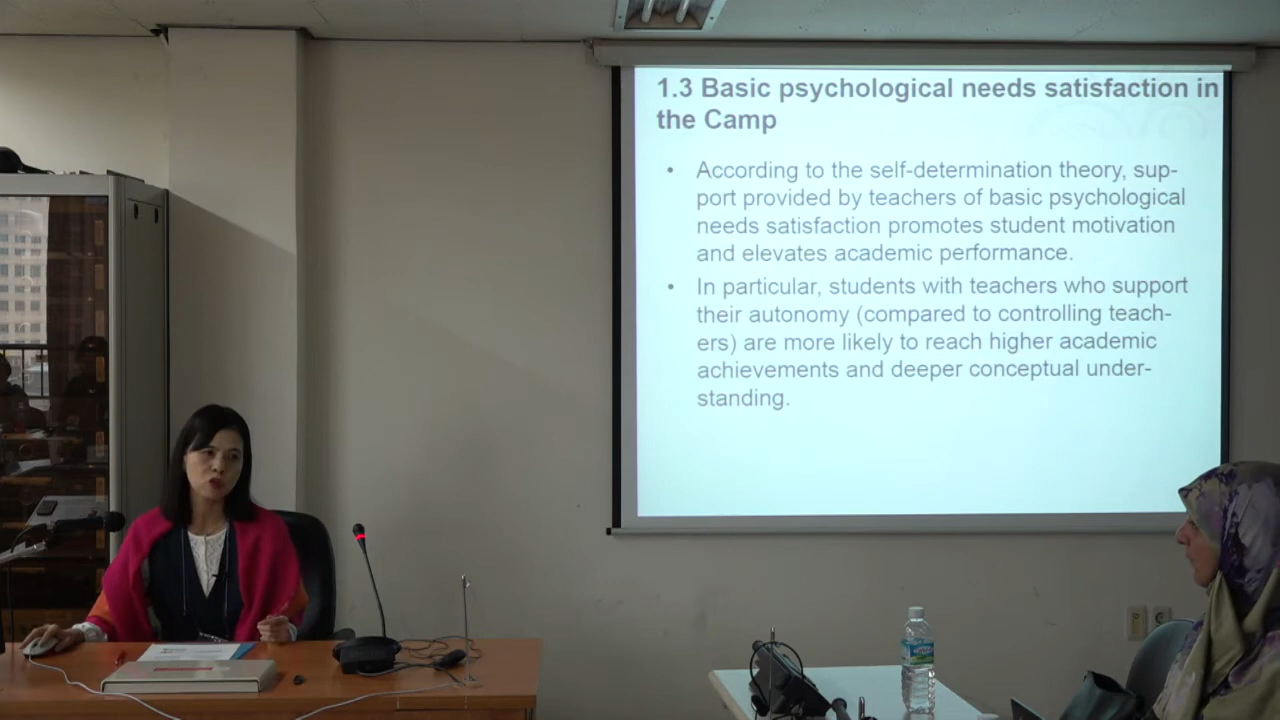 1.3 Basic psychological needs satisfaction in
the Camp
• According to the self-determination theory, sup-
port provided by teachers of basic psychological
needs satisfaction promotes student motivation
and elevates academic performance.
• In particular, students with teachers who support
their autonomy (compared to controlling teach-
ers) are more likely to reach higher academic
achievements and deeper conceptual under-
standing.